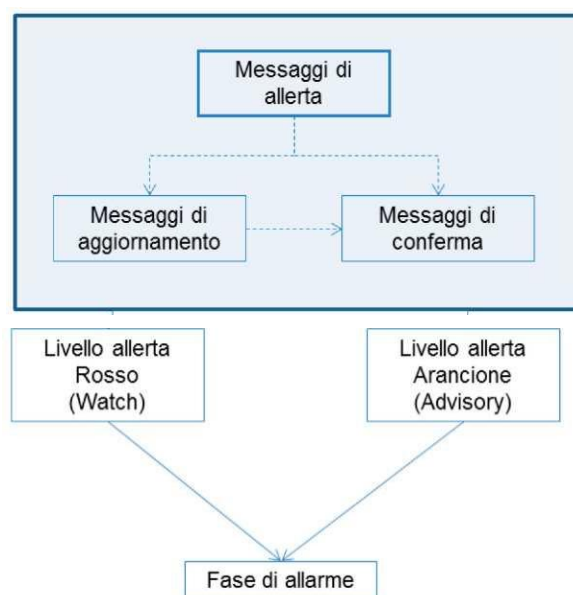 Messaggi di
allerta
Messaggi di
aggiornamento
Messaggi di
conferma
Livello allerta
Rosso
(Watch)
Livello allerta
Arancione
(Advisory)
Fase di allarme